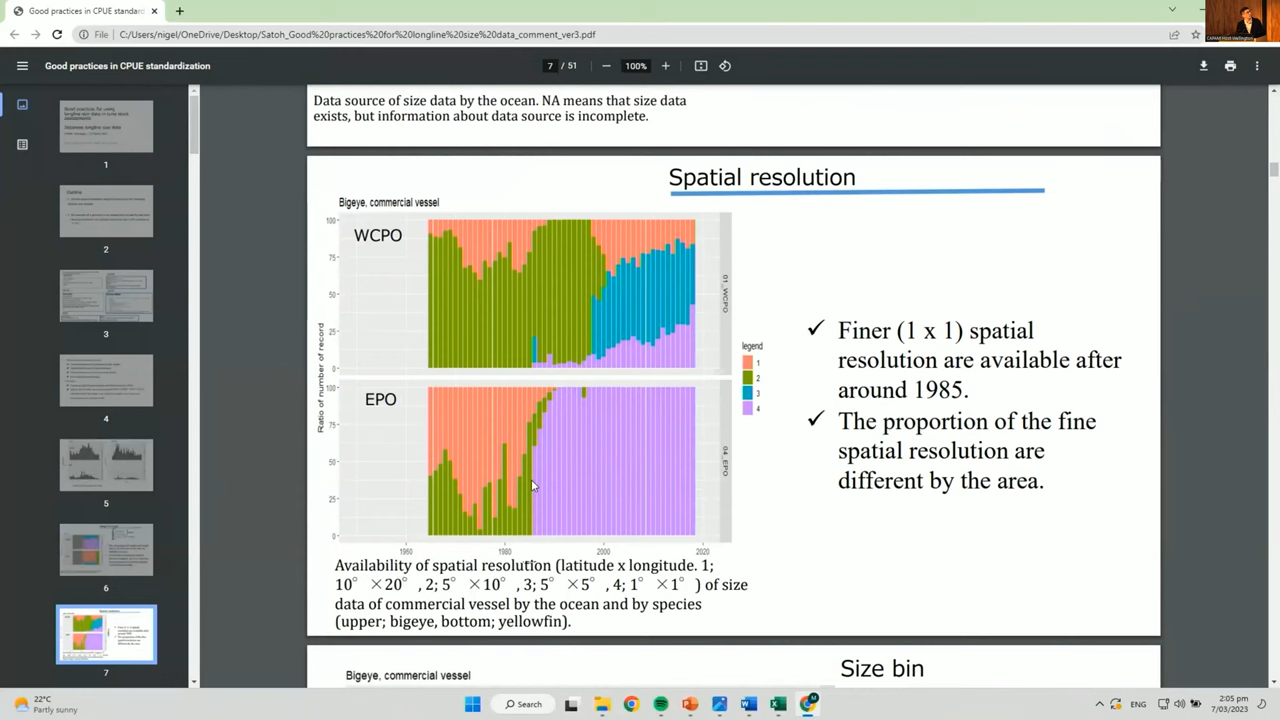 Good practices in CPUE standard
File
C:/Users/nigel/OneDrive/Desktop/Satoh_Good%20practices%20for%20longline%20size%20data_comment_ver3.pdf
Good practices in CPUE standardization
7 / 51
100%
Data source of size data by the ocean. NA means that size data
exists, but information about data source is incomplete.
Spatial resolution
Bigeye, commercial vessel
WCPO
EPO
100
75
50
25
0
100
75
50
25
0
Ratio of number of record
01_WCPO
04_EPO
1960
1980
2000
2020
legend
1
2
3
4
✓ Finer (1 x 1) spatial
resolution are available after
around 1985.
✓ The proportion of the fine
spatial resolution are
different by the area.
Availability of spatial resolution (latitude x longitude. 1;
10° ×20° , 2; 5° ×10° , 3; 5° ×5° , 4; 1° ×1° ) of size
data of commercial vessel by the ocean and by species
(upper; bigeye, bottom; yellowfin).
Bigeye, commercial vessel
Size bin
1
2
3
4
5
6
7
22°C
Partly sunny
Search
ENG
2:05 pm
7/03/2023